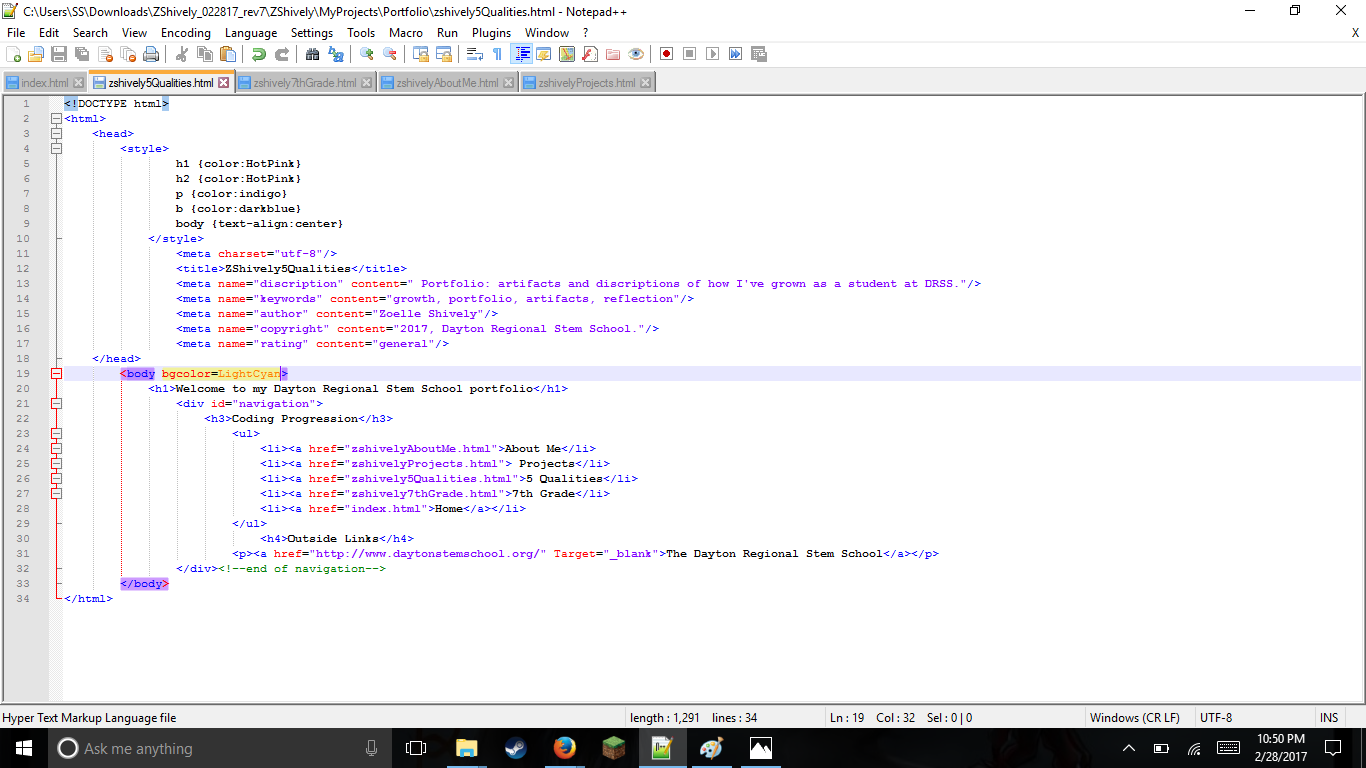 C:\Users\SS\Downloads\ZShively_022817_rev7\ZShively\MyProjects\Portfolio\zshively5Qualities.html - Notepad++
File Edit Search View Encoding Language Settings Tools Macro Run Plugins Window ? X
index.html zshively5Qualities.html zshively7thGrade.html zshivelyAboutMe.html zshivelyProjects.html
1 <!DOCTYPE html>
2 <html>
3 <head>
4 <style>
5 h1 {color:HotPink}
6 h2 {color:HotPink}
7 p {color:indigo}
8 b {color:darkblue}
9 body {text-align:center}
10 </style>
11 <meta charset="utf-8"/>
12 <title>ZShively5Qualities</title>
13 <meta name="discription" content=" Portfolio: artifacts and discriptions of how I've grown as a student at DRSS."/>
14 <meta name="keywords" content="growth, portfolio, artifacts, reflection"/>
15 <meta name="author" content="Zoelle Shively"/>
16 <meta name="copyright" content="2017, Dayton Regional Stem School."/>
17 <meta name="rating" content="general"/>
18 </head>
19 <body bgcolor=LightCyan>
20 <h1>Welcome to my Dayton Regional Stem School portfolio</h1>
21 <div id="navigation">
22 <h3>Coding Progression</h3>
23 <ul>
24 <li><a href="zshivelyAboutMe.html">About Me</li>
25 <li><a href="zshivelyProjects.html"> Projects</li>
26 <li><a href="zshively5Qualities.html">5 Qualities</li>
27 <li><a href="zshively7thGrade.html">7th Grade</li>
28 <li><a href="index.html">Home</a></li>
29 </ul>
30 <h4>Outside Links</h4>
31 <p><a href="http://www.daytonstemschool.org/" Target="_blank">The Dayton Regional Stem School</a></p>
32 </div><!--end of navigation-->
33 </body>
34 </html>
Hyper Text Markup Language file length : 1,291 lines : 34 Ln : 19 Col : 32 Sel : 0 | 0 Windows (CR LF) UTF-8 INS
Ask me anything
10:50 PM
2/28/2017